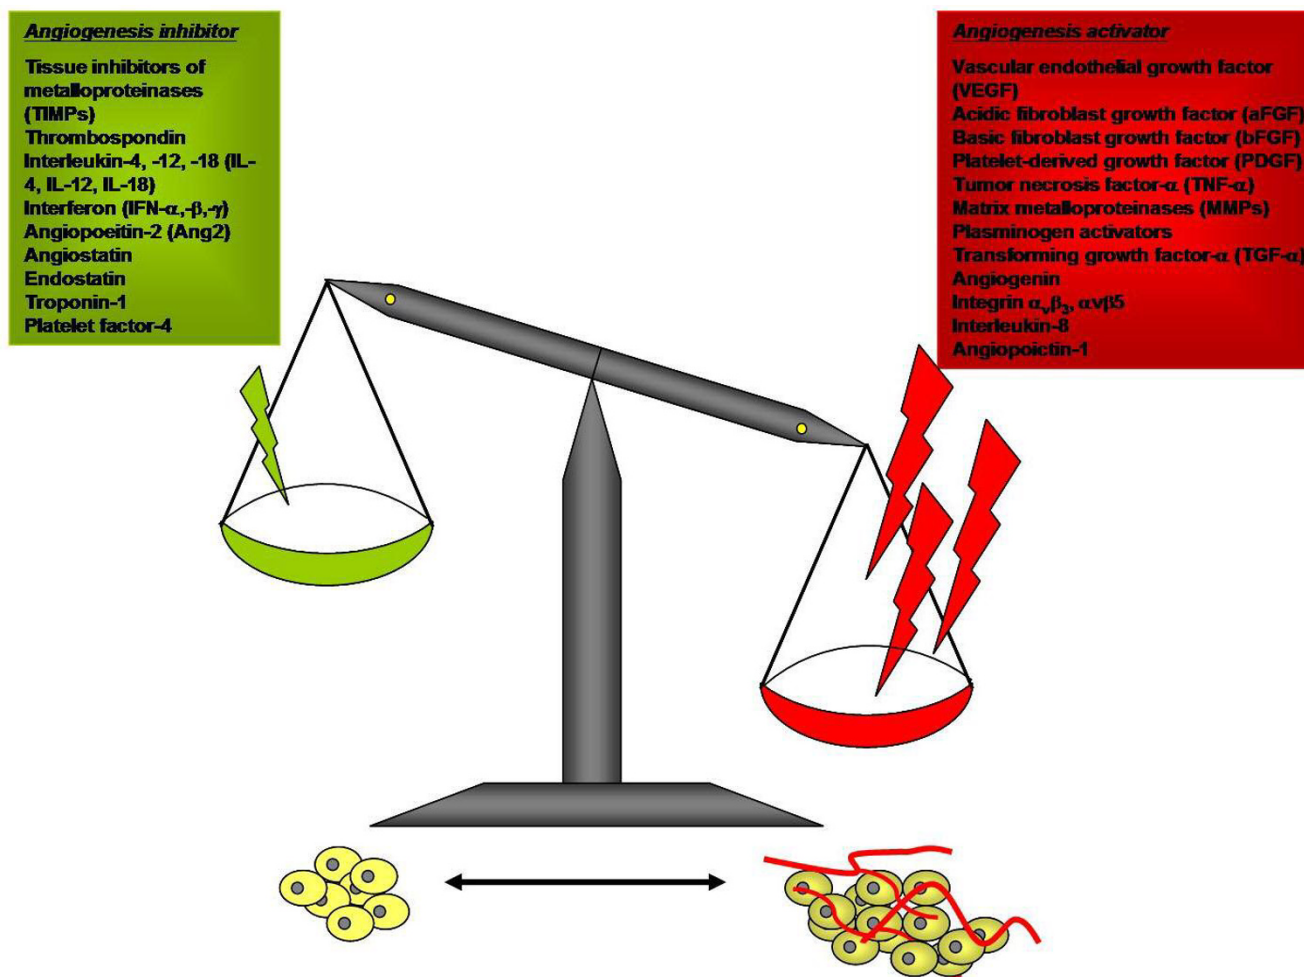 Angiogenesis inhibitor
Tissue inhibitors of
metalloproteinases
(TIMPs)
Thrombospondin
Interleukin-4, -12, -18 (IL-
4, IL-12, IL-18)
Interferon (IFN-α,-β,-γ)
Angiopoeitin-2 (Ang2)
Angiostatin
Endostatin
Troponin-1
Platelet factor-4
Angiogenesis activator
Vascular endothelial growth factor
(VEGF)
Acidic fibroblast growth factor (aFGF)
Basic fibroblast growth factor (bFGF)
Platelet-derived growth factor (PDGF)
Tumor necrosis factor-α (TNF-α)
Matrix metalloproteinases (MMPs)
Plasminogen activators
Transforming growth factor-α (TGF-α)
Angiogenin
Integrin αvβ3, αvβ5
Interleukin-8
Angiopoictin-1